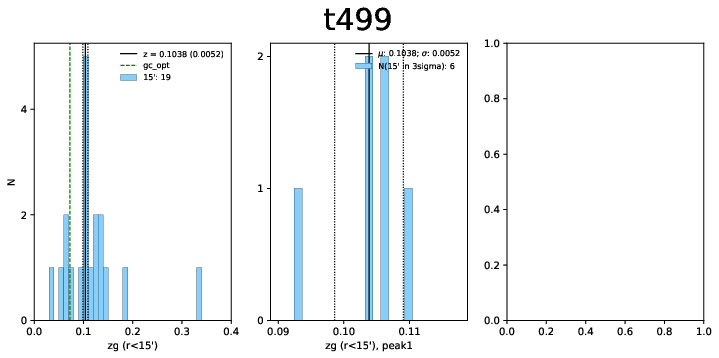 t499
z = 0.1038 (0.0052)
gc_opt
15': 19
N
4
2
0
0.0 0.1 0.2 0.3 0.4
zg (r<15')
μ: 0.1038; σ: 0.0052
N(15' in 3sigma): 6
2
1
0
0.09 0.10 0.11
zg (r<15'), peak1
1.0
0.8
0.6
0.4
0.2
0.0
0.0 0.2 0.4 0.6 0.8 1.0